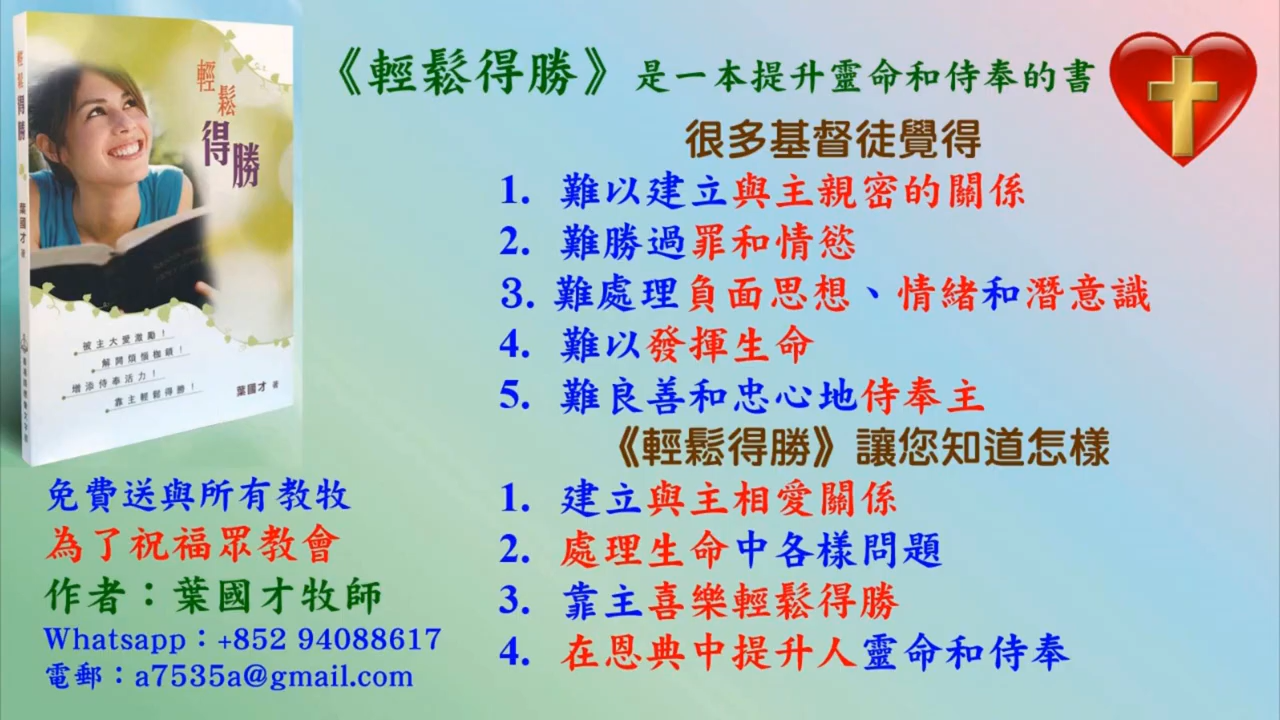 《輕鬆得勝》是一本提升靈命和侍奉的書
很多基督徒覺得
1. 難以建立與主親密的關係
2. 難勝過罪和情慾
3. 難處理負面思想、情緒和潛意識
4. 難以發揮生命
5. 難良善和忠心地侍奉主
《輕鬆得勝》讓您知道怎樣
1. 建立與主相愛關係
2. 處理生命中各樣問題
3. 靠主喜樂輕鬆得勝
4. 在恩典中提升人靈命和侍奉
輕鬆得勝
葉國才 著
輕鬆
得勝
被主大愛激勵！
解開煩惱枷鎖！
增添侍奉活力！
靠主輕鬆得勝！
葉國才 著
免費送與所有教牧
為了祝福眾教會
作者：葉國才牧師
Whatsapp：+852 94088617
電郵：a7535a@gmail.com